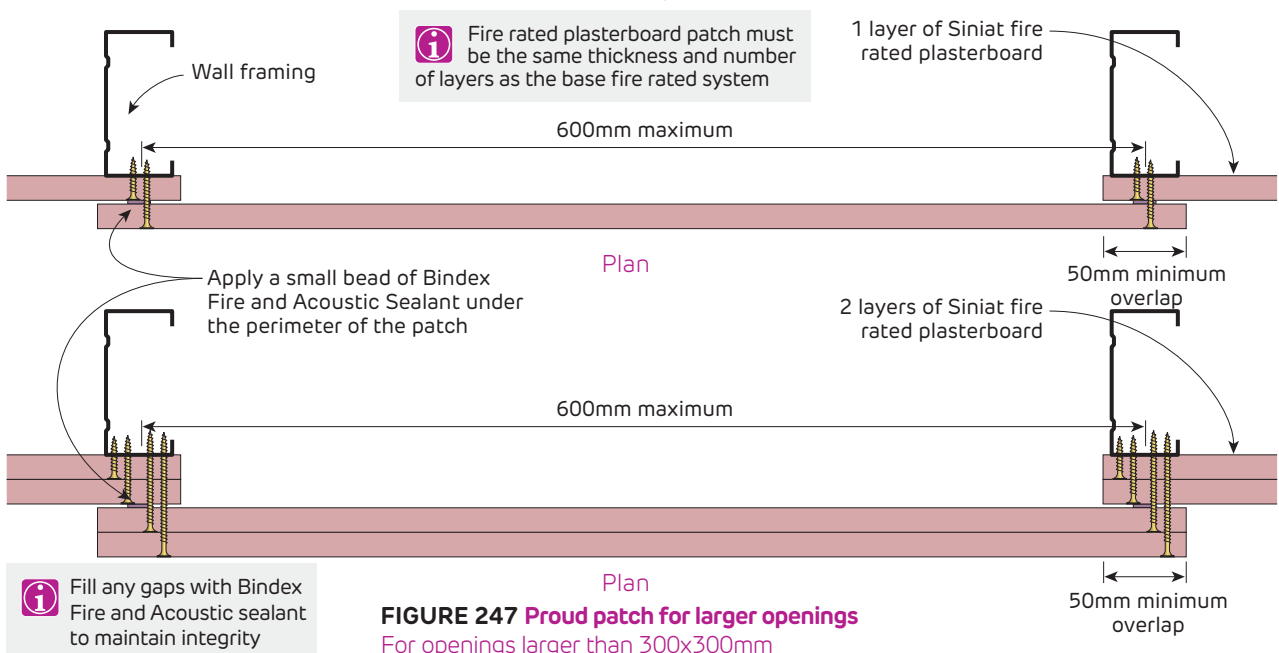 Fire rated plasterboard patch must
be the same thickness and number
of layers as the base fire rated system
1 layer of Siniat fire
rated plasterboard
Wall framing
600mm maximum
Plan
Apply a small bead of Bindex
Fire and Acoustic Sealant under
the perimeter of the patch
50mm minimum
overlap
2 layers of Siniat fire
rated plasterboard
600mm maximum
Plan
Fill any gaps with Bindex
Fire and Acoustic sealant
to maintain integrity
50mm minimum
overlap
FIGURE 247 Proud patch for larger openings
For openings larger than 300x300mm